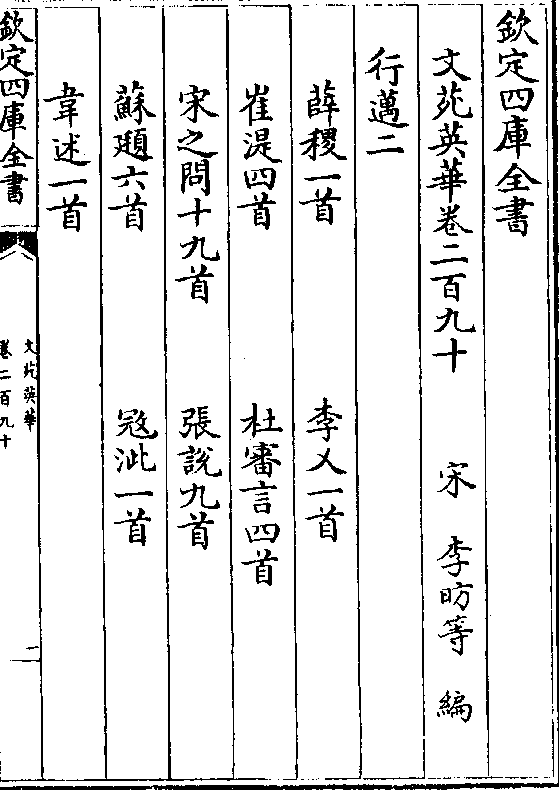 欽定四庫全書
文苑英華卷二百九十 宋 李昉等 編
行邁二
薛稷一首 李乂一首
崔湜四首 杜審言四首
宋之問十九首 張說九首
蘇頲六首 寇泚一首
韋述一首
欽定四庫全書 文苑英華 卷二百九十 一